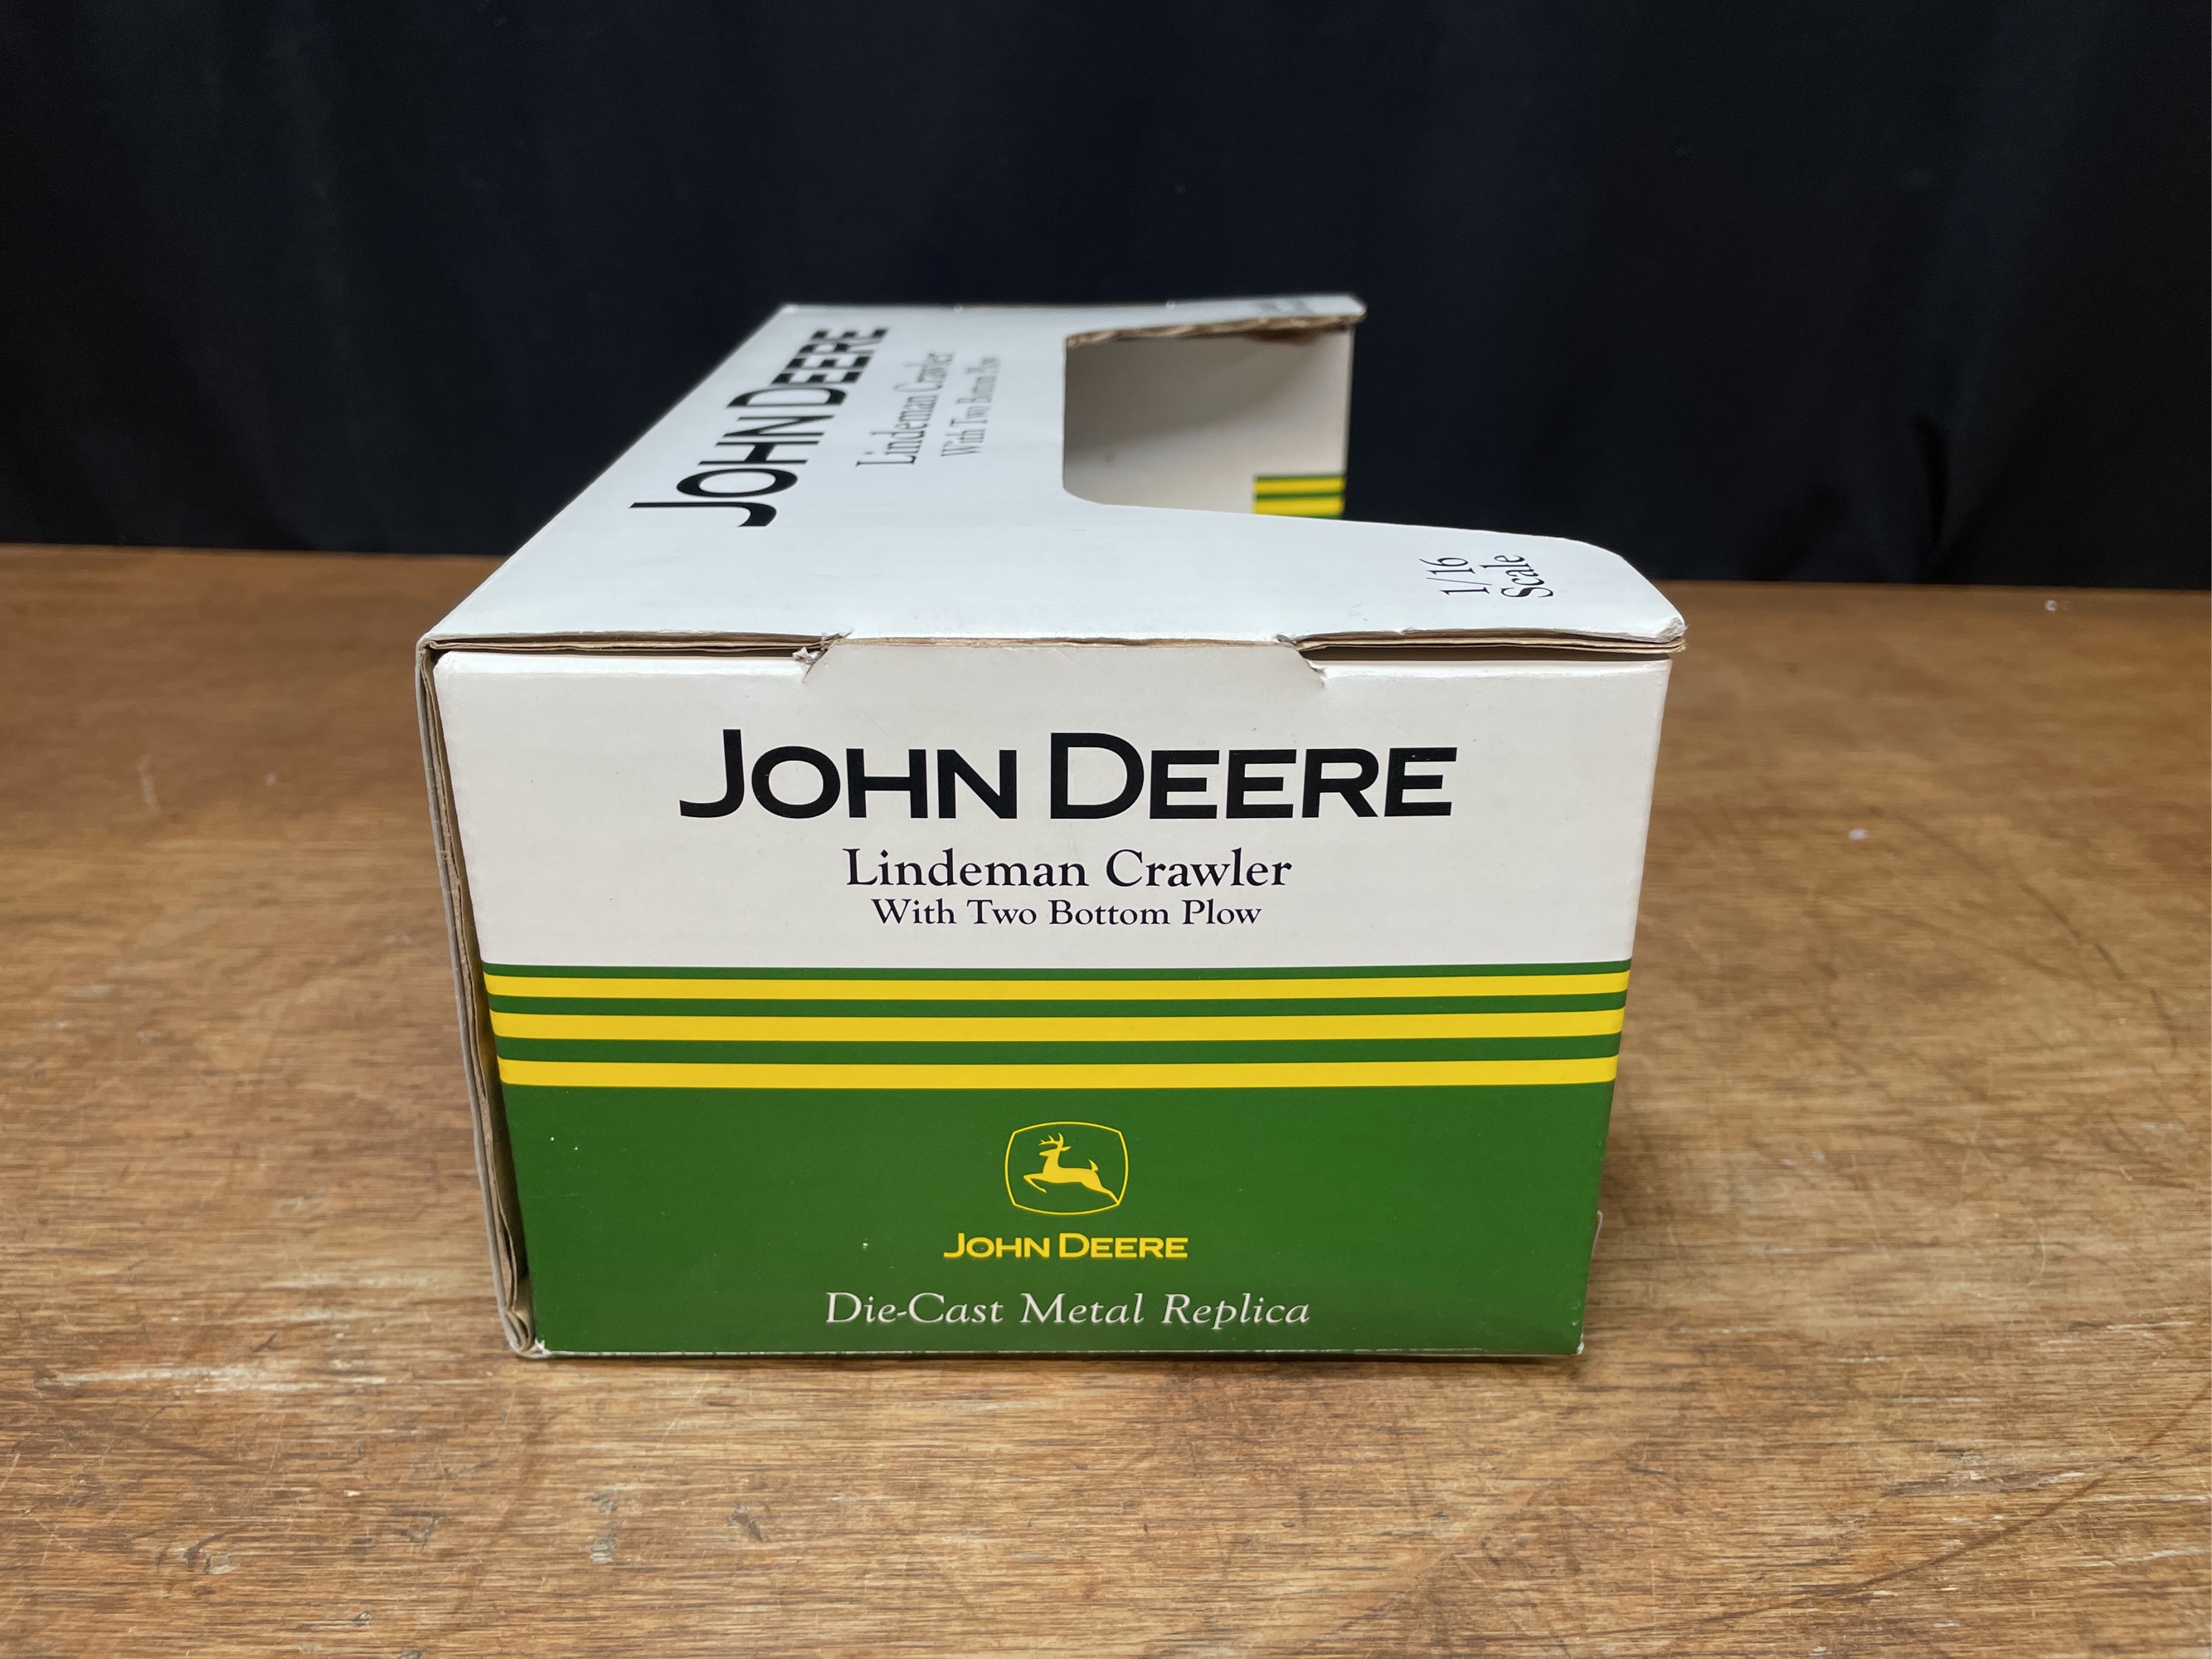 JOHN DEERE
Lindeman Crawler
With Two Bottom Plow
1/16
Scale
JOHN DEERE
Lindeman Crawler
With Two Bottom Plow
JOHN DEERE
Die-Cast Metal Replica